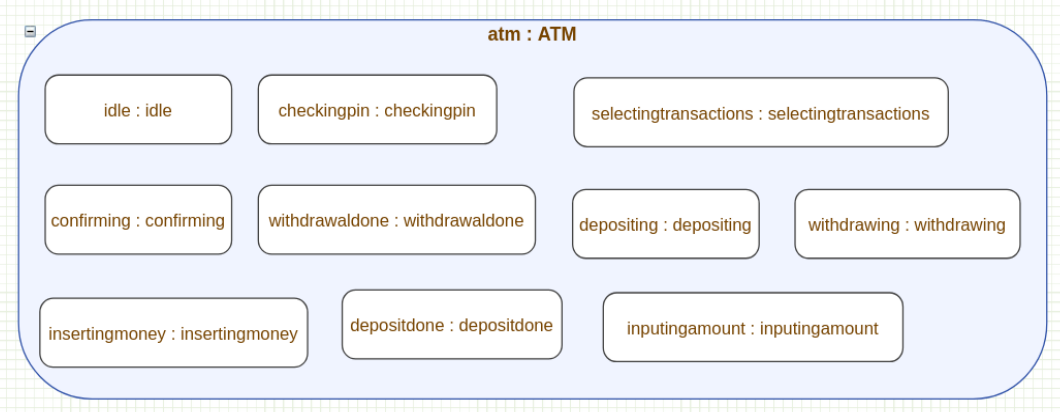 atm : ATM
idle : idle
checkingpin : checkingpin
selectingtransactions : selectingtransactions
confirming : confirming
withdrawaldone : withdrawaldone
depositing : depositing
withdrawing : withdrawing
insertingmoney : insertingmoney
depositdone : depositdone
inputingamount : inputingamount